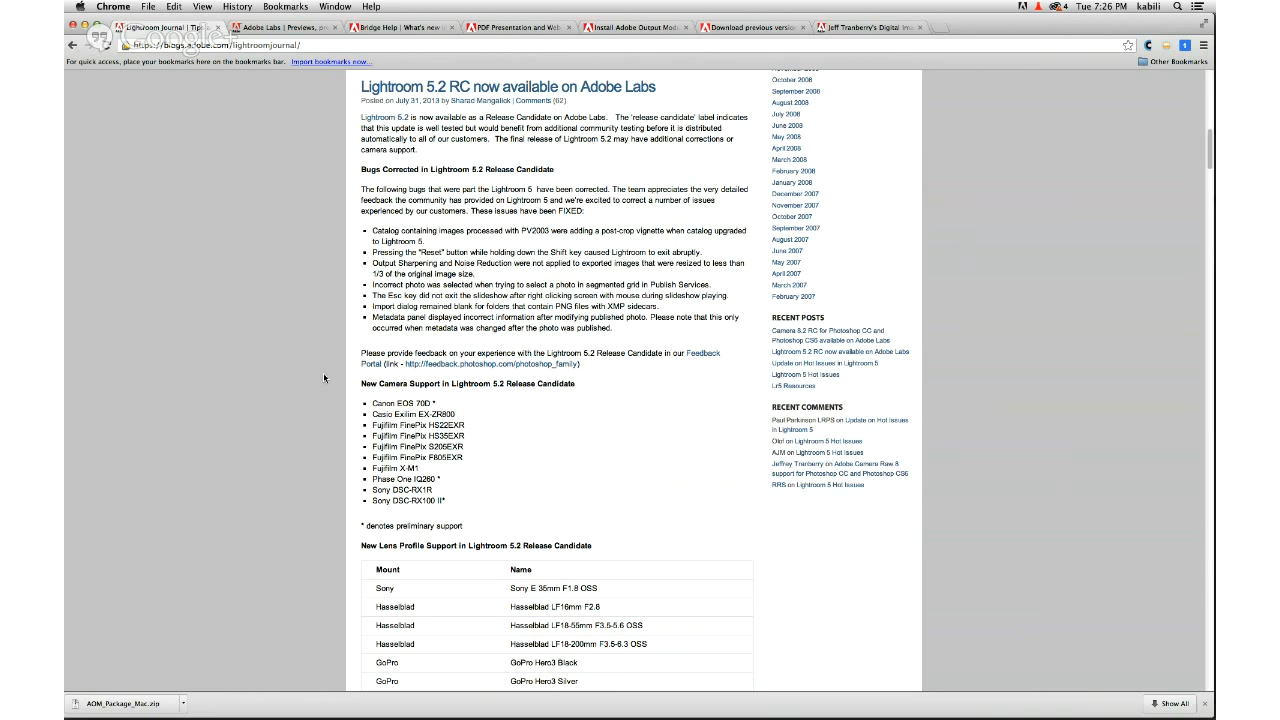 Chrome File Edit View History Bookmarks Window Help 4 Tue 7:26 PM kabili
Lightroom Journal | Tips Adobe Labs | Previews, pr Bridge Help | What's new i PDF Presentation and Web Install Adobe Output Modu Download previous version Jeff Tranberry's Digital Im
Google+
https://blogs.adobe.com/lightroomjournal/
For quick access, place your bookmarks here on the bookmarks bar. Import bookmarks now... Other Bookmarks
Lightroom 5.2 RC now available on Adobe Labs
Posted on July 31, 2013 by Sharad Mangalick | Comments (62)
Lightroom 5.2 is now available as a Release Candidate on Adobe Labs. The 'release candidate' label indicates
that this update is well tested but would benefit from additional community testing before it is distributed
automatically to all of our customers. The final release of Lightroom 5.2 may have additional corrections or
camera support.
Bugs Corrected in Lightroom 5.2 Release Candidate
The following bugs that were part the Lightroom 5 have been corrected. The team appreciates the very detailed
feedback the community has provided on Lightroom 5 and we're excited to correct a number of issues
experienced by our customers. These issues have been FIXED:
Catalog containing images processed with PV2003 were adding a post-crop vignette when catalog upgraded
to Lightroom 5.
Pressing the "Reset" button while holding down the Shift key caused Lightroom to exit abruptly.
Output Sharpening and Noise Reduction were not applied to exported images that were resized to less than
1/3 of the original image size.
Incorrect photo was selected when trying to select a photo in segmented grid in Publish Services.
The Esc key did not exit the slideshow after right clicking screen with mouse during slideshow playing.
Import dialog remained blank for folders that contain PNG files with XMP sidecars.
Metadata panel displayed incorrect information after modifying published photo. Please note that this only
occurred when metadata was changed after the photo was published.
Please provide feedback on your experience with the Lightroom 5.2 Release Candidate in our Feedback
Portal (link - http://feedback.photoshop.com/photoshop_family)
New Camera Support in Lightroom 5.2 Release Candidate
Canon EOS 70D *
Casio Exilim EX-ZR800
Fujifilm FinePix HS22EXR
Fujifilm FinePix HS35EXR
Fujifilm FinePix S205EXR
Fujifilm FinePix F805EXR
Fujifilm X-M1
Phase One IQ260 *
Sony DSC-RX1R
Sony DSC-RX100 II*
* denotes preliminary support
New Lens Profile Support in Lightroom 5.2 Release Candidate
Mount Name
Sony Sony E 35mm F1.8 OSS
Hasselblad Hasselblad LF16mm F2.8
Hasselblad Hasselblad LF18-55mm F3.5-5.6 OSS
Hasselblad Hasselblad LF18-200mm F3.5-6.3 OSS
GoPro GoPro Hero3 Black
GoPro GoPro Hero3 Silver
October 2008
September 2008
August 2008
July 2008
June 2008
May 2008
April 2008
March 2008
February 2008
January 2008
December 2007
November 2007
October 2007
September 2007
August 2007
June 2007
May 2007
April 2007
March 2007
February 2007
RECENT POSTS
Camera 8.2 RC for Photoshop CC and
Photoshop CS6 available on Adobe Labs
Lightroom 5.2 RC now available on Adobe Labs
Update on Hot Issues in Lightroom 5
Lightroom 5 Hot Issues
Lr5 Resources
RECENT COMMENTS
Paul Parkinson LRPS on Update on Hot Issues
in Lightroom 5
Olof on Lightroom 5 Hot Issues
AJM on Lightroom 5 Hot Issues
Jeffrey Tranberry on Adobe Camera Raw 8
support for Photoshop CC and Photoshop CS6
RRS on Lightroom 5 Hot Issues
AOM_Package_Mac.zip Show All